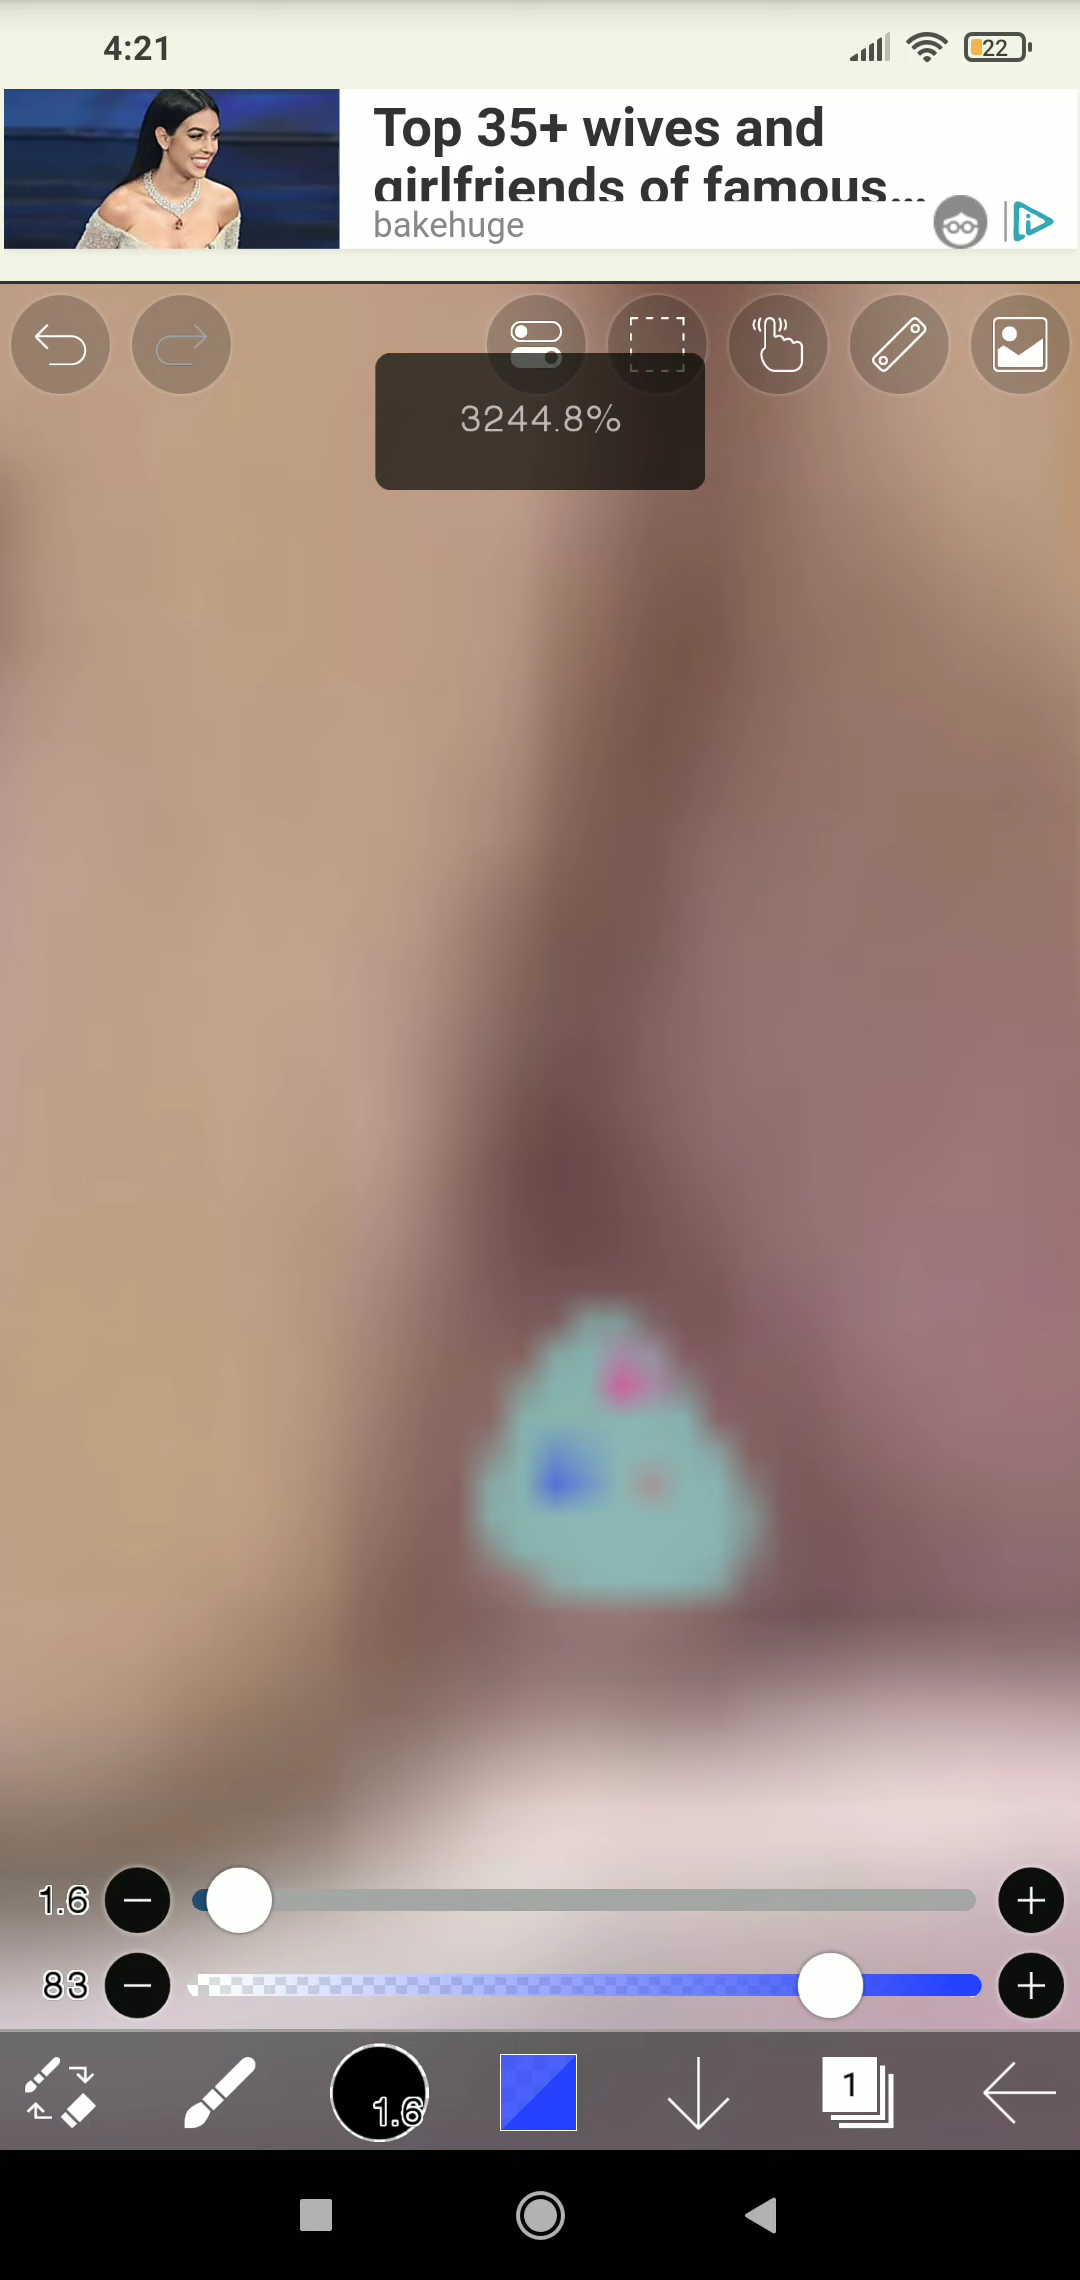 4:21
22
Top 35+ wives and
girlfriends of famous...
bakehuge
3244.8%
1.6
83
1.6
1